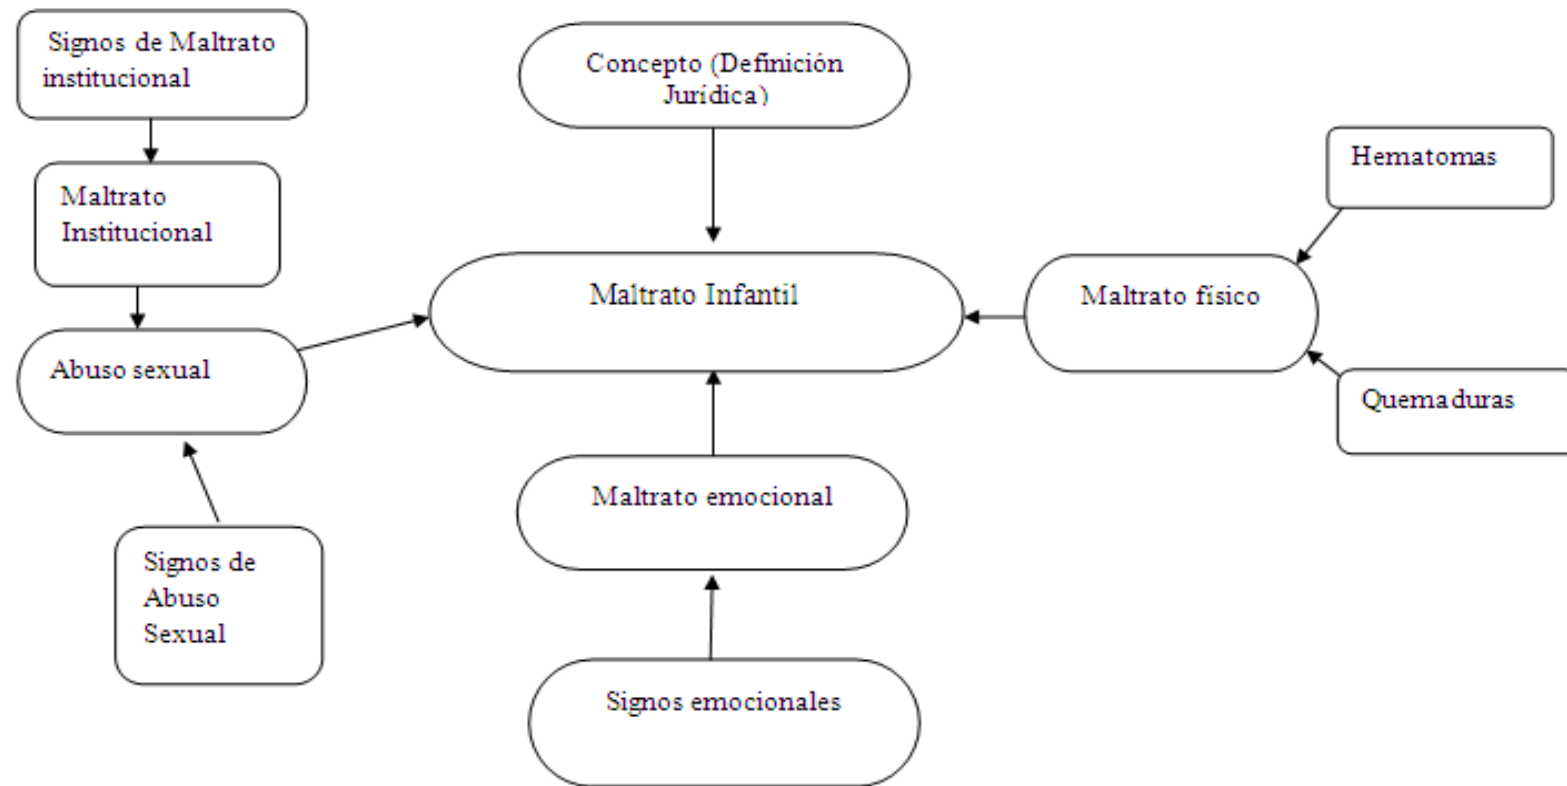 Signos de Maltrato
institucional
Concepto (Definición
Jurídica)
Hematomas
Maltrato
Institucional
Maltrato Infantil
Maltrato físico
Abuso sexual
Quemaduras
Maltrato emocional
Signos de
Abuso
Sexual
Signos emocionales